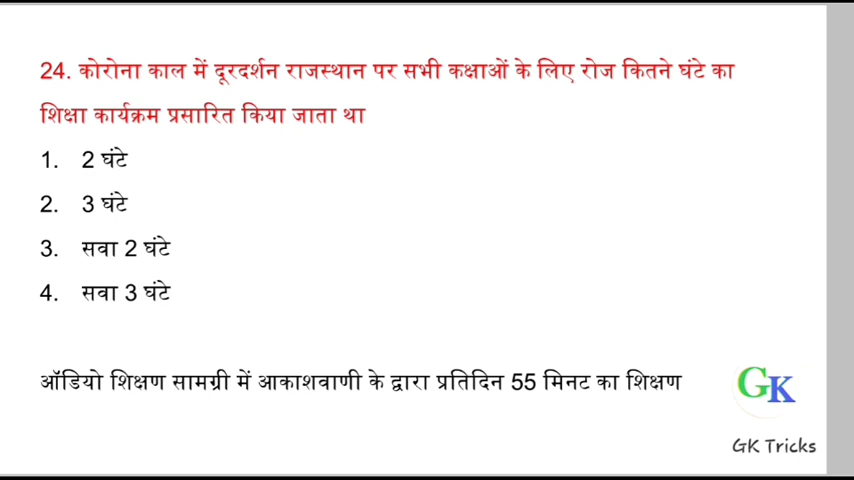 24. कोरोना काल में दूरदर्शन राजस्थान पर सभी कक्षाओं के लिए रोज कितने घंटे का
शिक्षा कार्यक्रम प्रसारित किया जाता था
1. 2 घंटे
2. 3 घंटे
3. सवा 2 घंटे
4. सवा 3 घंटे
ऑडियो शिक्षण सामग्री में आकाशवाणी के द्वारा प्रतिदिन 55 मिनट का शिक्षण
GK
GK Tricks